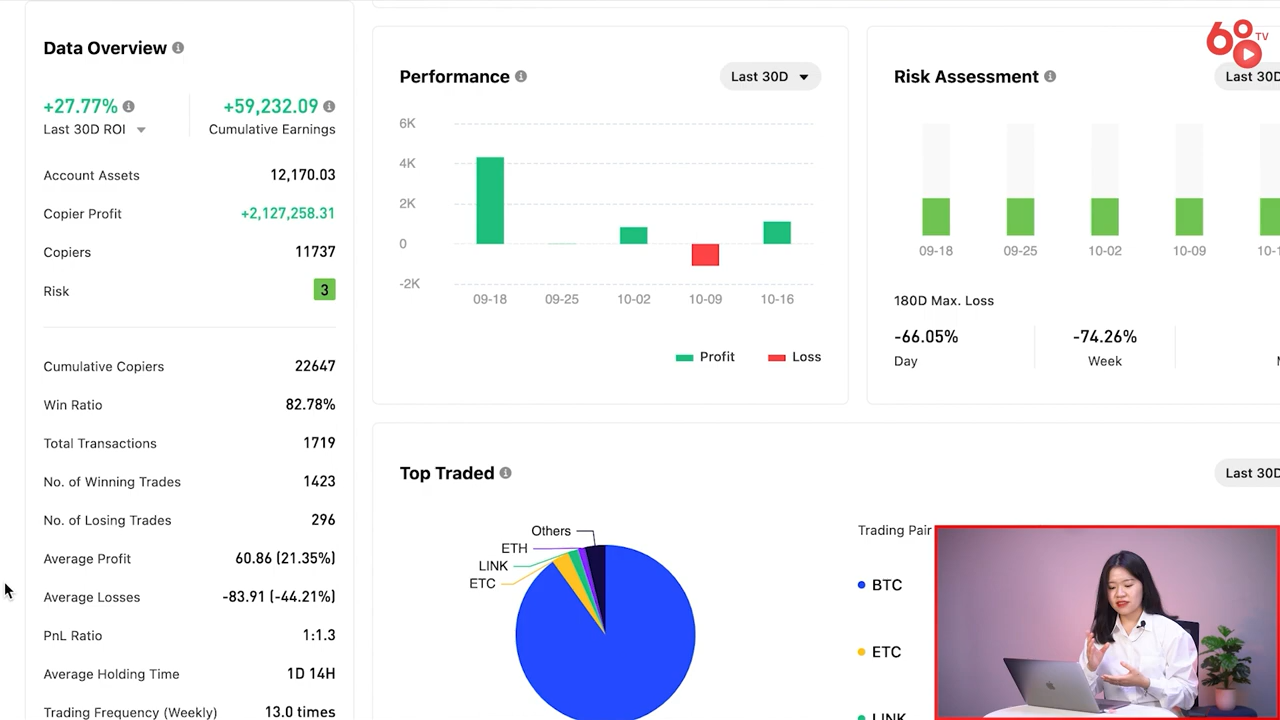 Data Overview
+27.77%
Last 30D ROI
+59,232.09
Cumulative Earnings
Account Assets 12,170.03
Copier Profit +2,127,258.31
Copiers 11737
Risk 3
Cumulative Copiers 22647
Win Ratio 82.78%
Total Transactions 1719
No. of Winning Trades 1423
No. of Losing Trades 296
Average Profit 60.86 (21.35%)
Average Losses -83.91 (-44.21%)
PnL Ratio 1:1.3
Average Holding Time 1D 14H
Trading Frequency (Weekly) 13.0 times
Performance
Last 30D
6K
4K
2K
0
-2K
09-18 09-25 10-02 10-09 10-16
Profit Loss
Risk Assessment
Last 30D
09-18 09-25 10-02 10-09 10-1
180D Max. Loss
-66.05%
Day
-74.26%
Week
Top Traded
Last 30D
Others
ETH
LINK
ETC
Trading Pair
BTC
ETC
LINK
60 TV